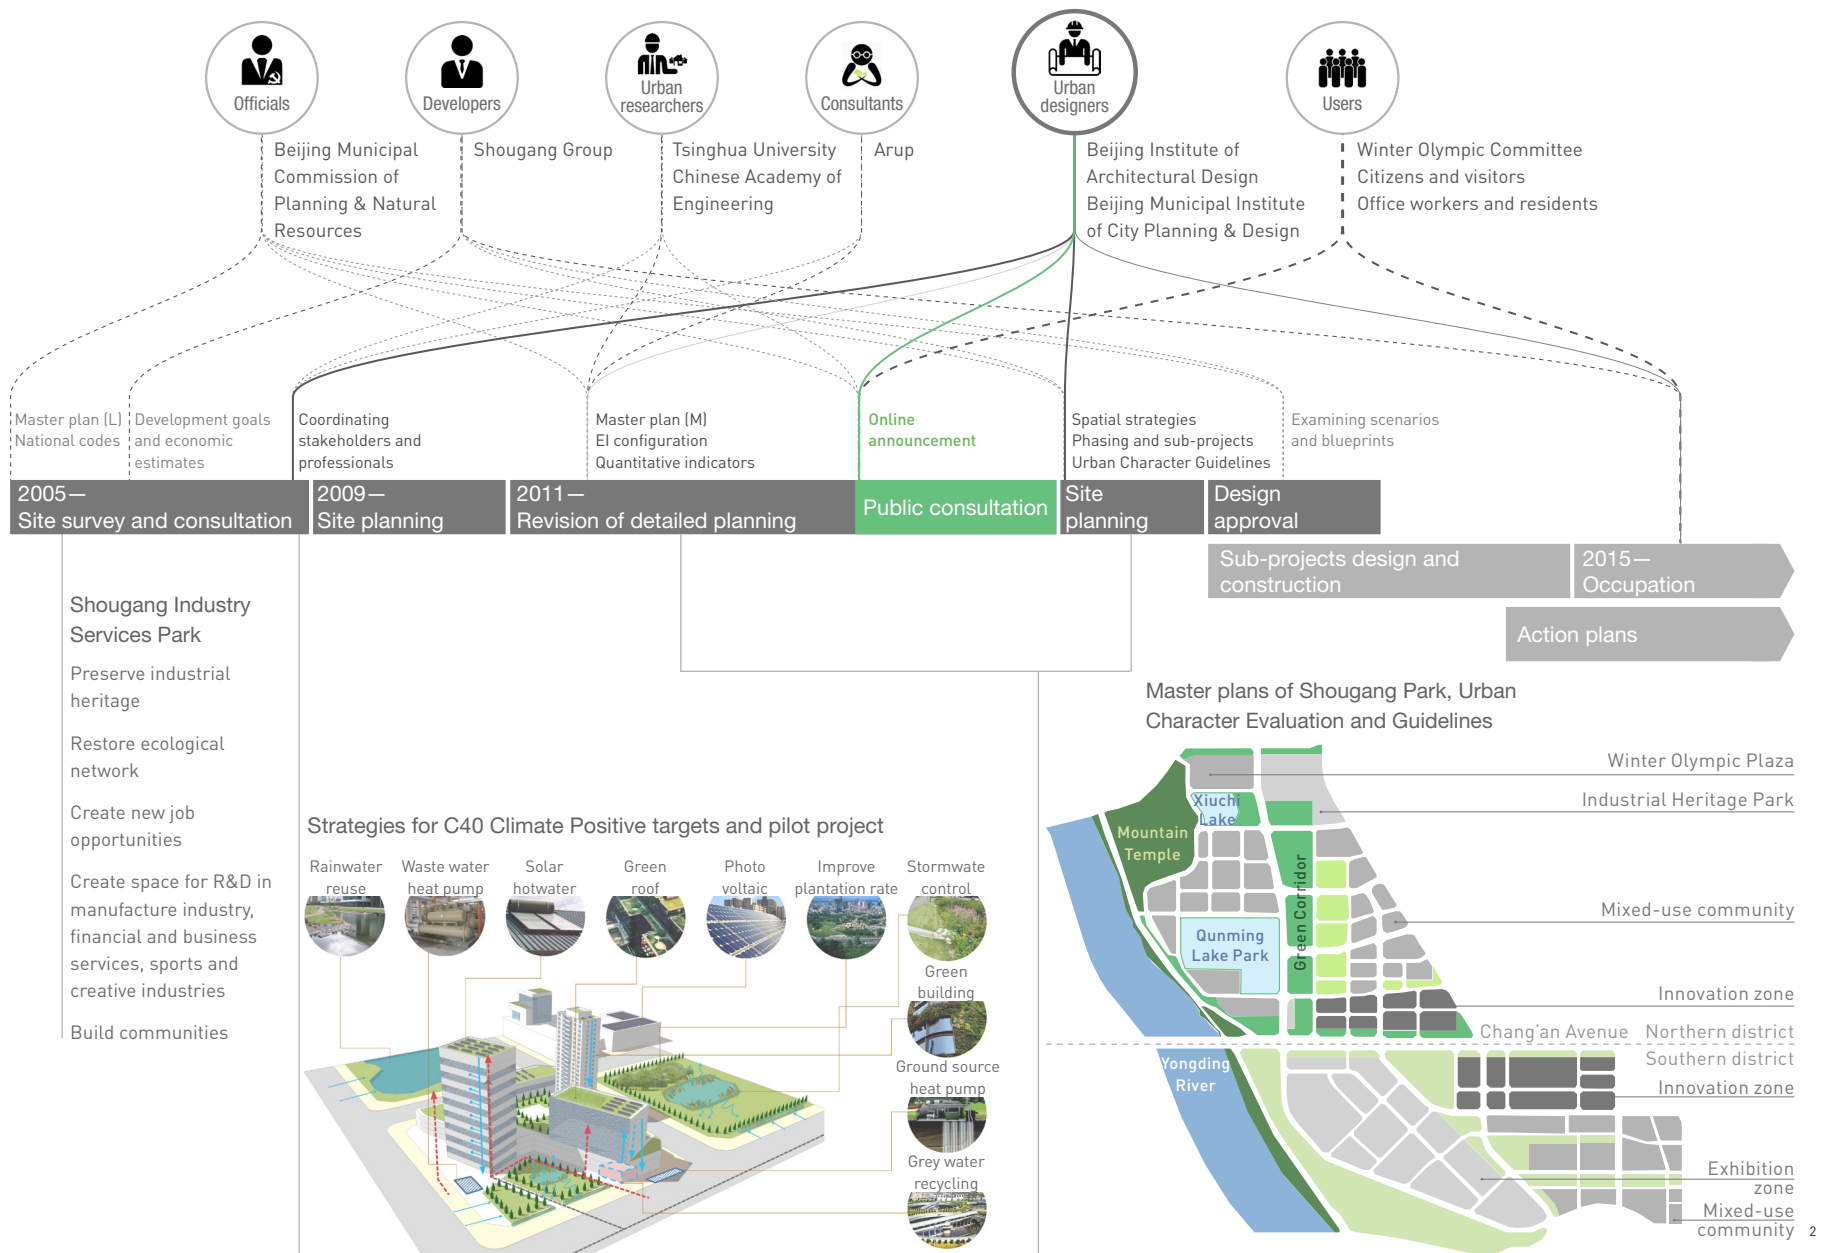 Officials
Developers
Urban
researchers
Consultants
Urban
designers
Users
Beijing Municipal
Commission of
Planning & Natural
Resources
Shougang Group
Tsinghua University
Chinese Academy of
Engineering
Arup
Beijing Institute of
Architectural Design
Beijing Municipal Institute
of City Planning & Design
Winter Olympic Committee
Citizens and visitors
Office workers and residents
Master plan (L)
National codes
Development goals
and economic
estimates
Coordinating
stakeholders and
professionals
Master plan (M)
EI configuration
Quantitative indicators
Online
announcement
Spatial strategies
Phasing and sub-projects
Urban Character Guidelines
Examining scenarios
and blueprints
2005—
Site survey and consultation
2009—
Site planning
2011—
Revision of detailed planning
Public consultation
Site
planning
Design
approval
Sub-projects design and
construction
2015—
Occupation
Action plans
Shougang Industry
Services Park
Preserve industrial
heritage
Restore ecological
network
Create new job
opportunities
Create space for R&D in
manufacture industry,
financial and business
services, sports and
creative industries
Build communities
Strategies for C40 Climate Positive targets and pilot project
Rainwater
reuse
Waste water
heat pump
Solar
hotwater
Green
roof
Photo
voltaic
Improve
plantation rate
Stormwate
control
Green
building
Ground source
heat pump
Grey water
recycling
Master plans of Shougang Park, Urban
Character Evaluation and Guidelines
Winter Olympic Plaza
Industrial Heritage Park
Xiuchi
Lake
Mountain
Temple
Green Corridor
Mixed-use community
Qunming
Lake Park
Innovation zone
Chang'an Avenue
Northern district
Southern district
Yongding
River
Innovation zone
Exhibition
zone
Mixed-use
community
2